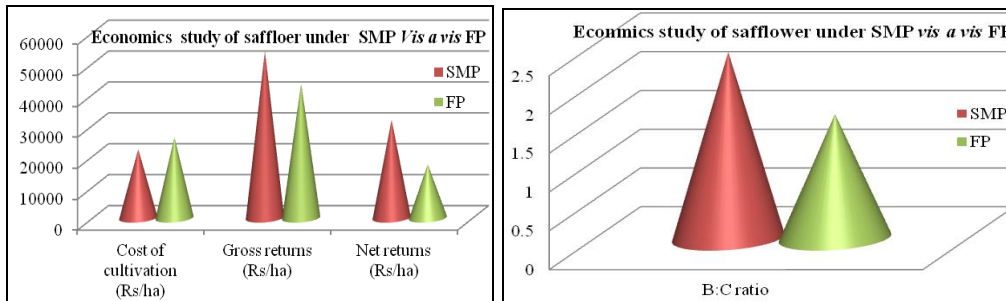 Economics study of saffloer under SMP Vis a vis FP
60000
50000
40000
30000
20000
10000
0
SMP
FP
Cost of cultivation (Rs/ha)
Gross returns (Rs/ha)
Net returns (Rs/ha)
Econmics study of safflower under SMP vis a vis FP
2.5
2
1.5
1
0.5
0
SMP
FP
B:C ratio